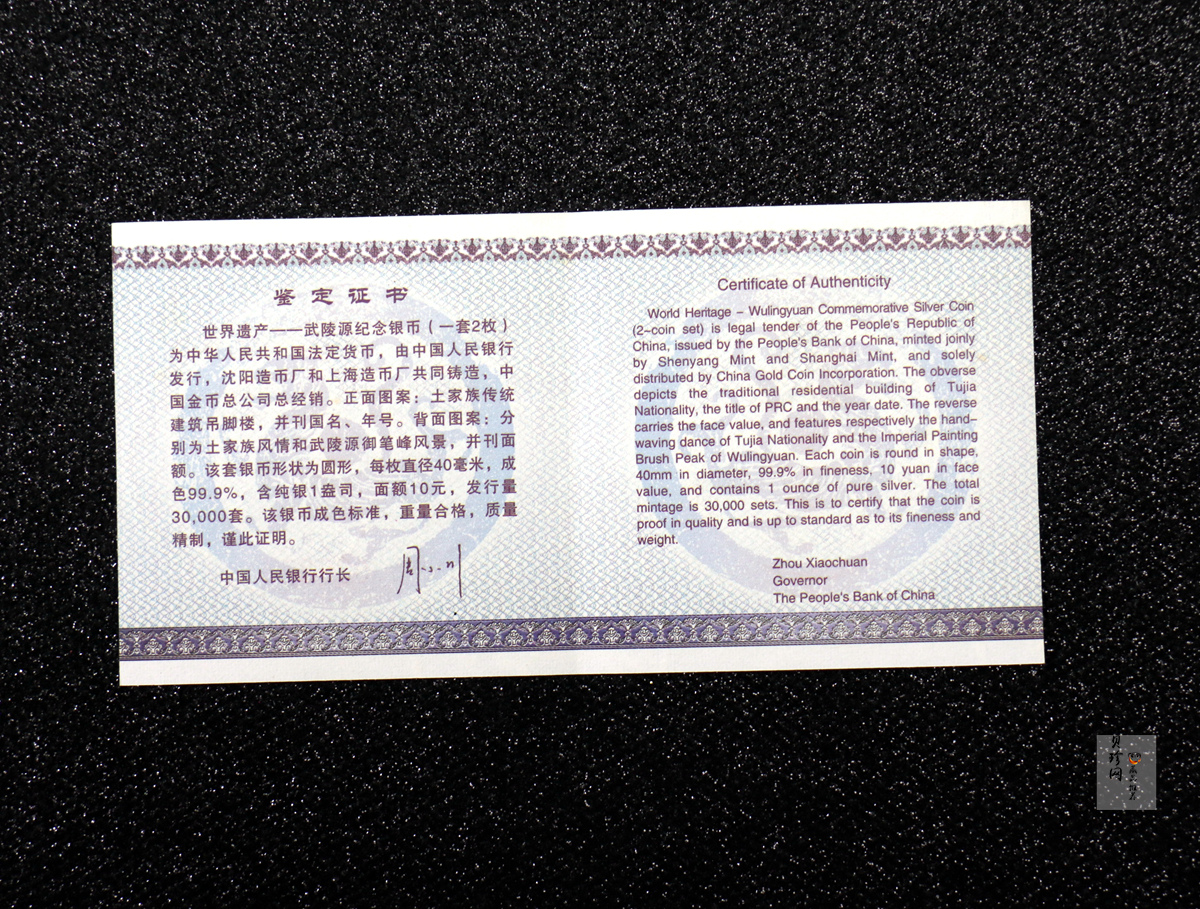 鉴定证书
世界遗产——武陵源纪念银币（一套2枚）
为中华人民共和国法定货币，由中国人民银行
发行，沈阳造币厂和上海造币厂共同铸造，中
国金币总公司总经销。正面图案：土家族传统
建筑吊脚楼，并刊国名、年号。背面图案：分
别为土家族风情和武陵源御笔峰风景，并刊面
额。该套银币形状为圆形，每枚直径40毫米，成
色99.9%，含纯银1盎司，面额10元，发行量
30,000套。该银币成色标准，重量合格，质量
精制，谨此证明。
中国人民银行行长
Certificate of Authenticity
World Heritage – Wulingyuan Commemorative Silver Coin
(2–coin set) is legal tender of the People's Republic of
China, issued by the People's Bank of China, minted joinly
by Shenyang Mint and Shanghai Mint, and solely
distributed by China Gold Coin Incorporation. The obverse
depicts the traditional residential building of Tujia
Nationality, the title of PRC and the year date. The reverse
carries the face value, and features respectively the hand–
waving dance of Tujia Nationality and the Imperial Painting
Brush Peak of Wulingyuan. Each coin is round in shape,
40mm in diameter, 99.9% in fineness, 10 yuan in face
value, and contains 1 ounce of pure silver. The total
mintage is 30,000 sets. This is to certify that the coin is
proof in quality and is up to standard as to its fineness and
weight.
Zhou Xiaochuan
Governor
The People's Bank of China